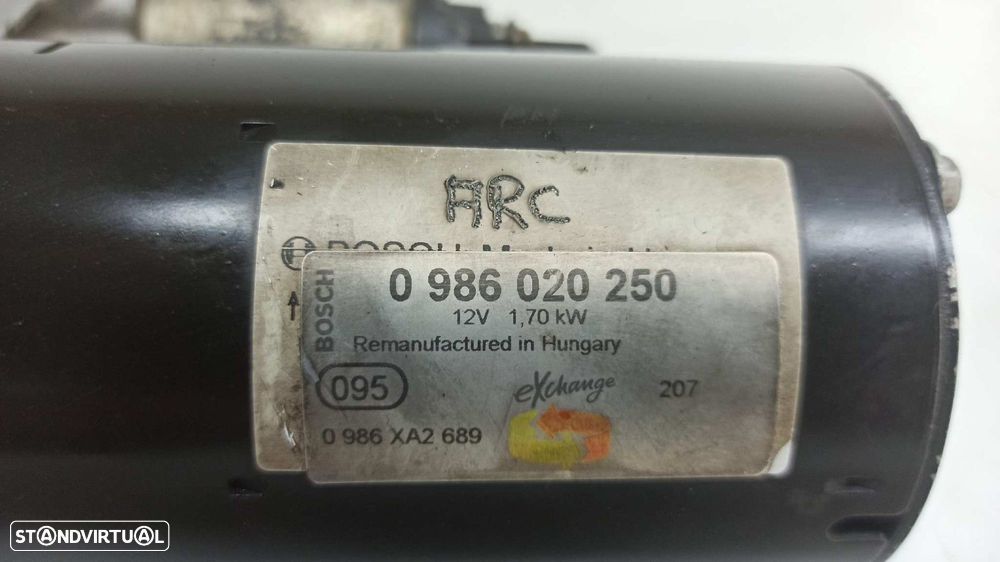 ARC
BOSCH
0 986 020 250
12V 1,70 kW
BOSCH
Remanufactured in Hungary
095
eXchange
207
0 986 XA2 689
STANDVIRTUAL